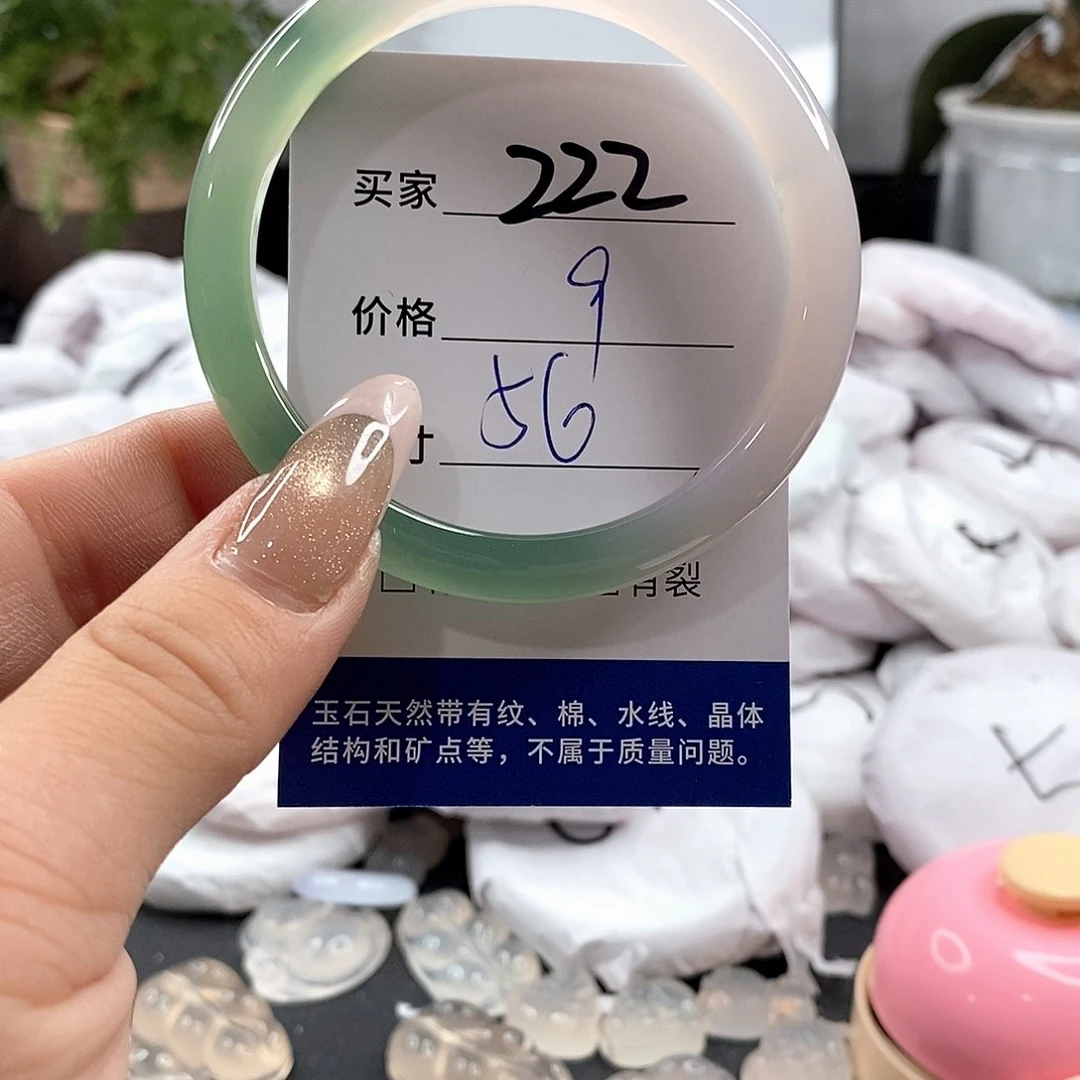 买家 222
价格 9
寸 56
裂
玉石天然带有纹、棉、水线、晶体
结构和矿点等，不属于质量问题。